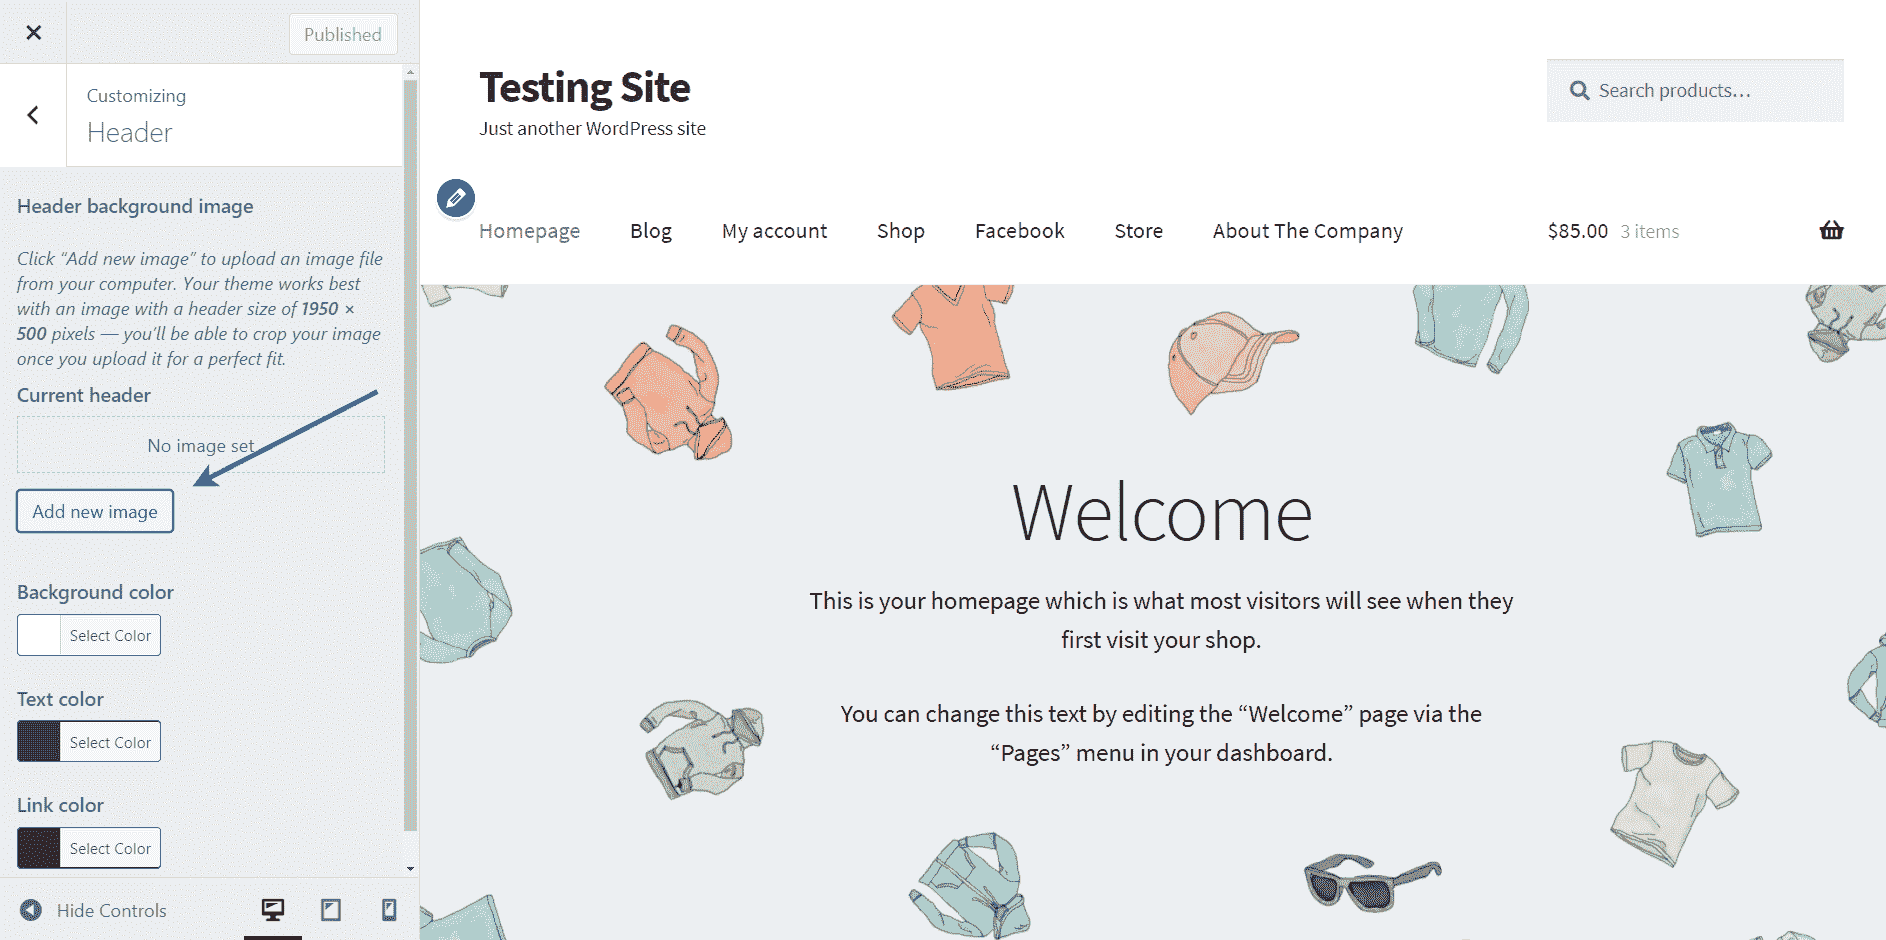 Published
Customizing
Header
Header background image
Click “Add new image” to upload an image file
from your computer. Your theme works best
with an image with a header size of 1950 ×
500 pixels — you’ll be able to crop your image
once you upload it for a perfect fit.
Current header
No image set
Add new image
Background color
Select Color
Text color
Select Color
Link color
Select Color
Hide Controls
Testing Site
Just another WordPress site
Search products…
Homepage Blog My account Shop Facebook Store About The Company $85.00 3 items
Welcome
This is your homepage which is what most visitors will see when they
first visit your shop.
You can change this text by editing the “Welcome” page via the
“Pages” menu in your dashboard.